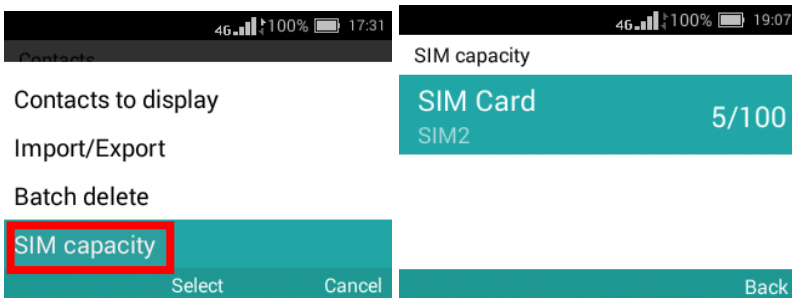 4G 100% 17:31
Contacts
Contacts to display
Import/Export
Batch delete
SIM capacity
Select Cancel
4G 100% 19:07
SIM capacity
SIM Card
SIM2
5/100
Back